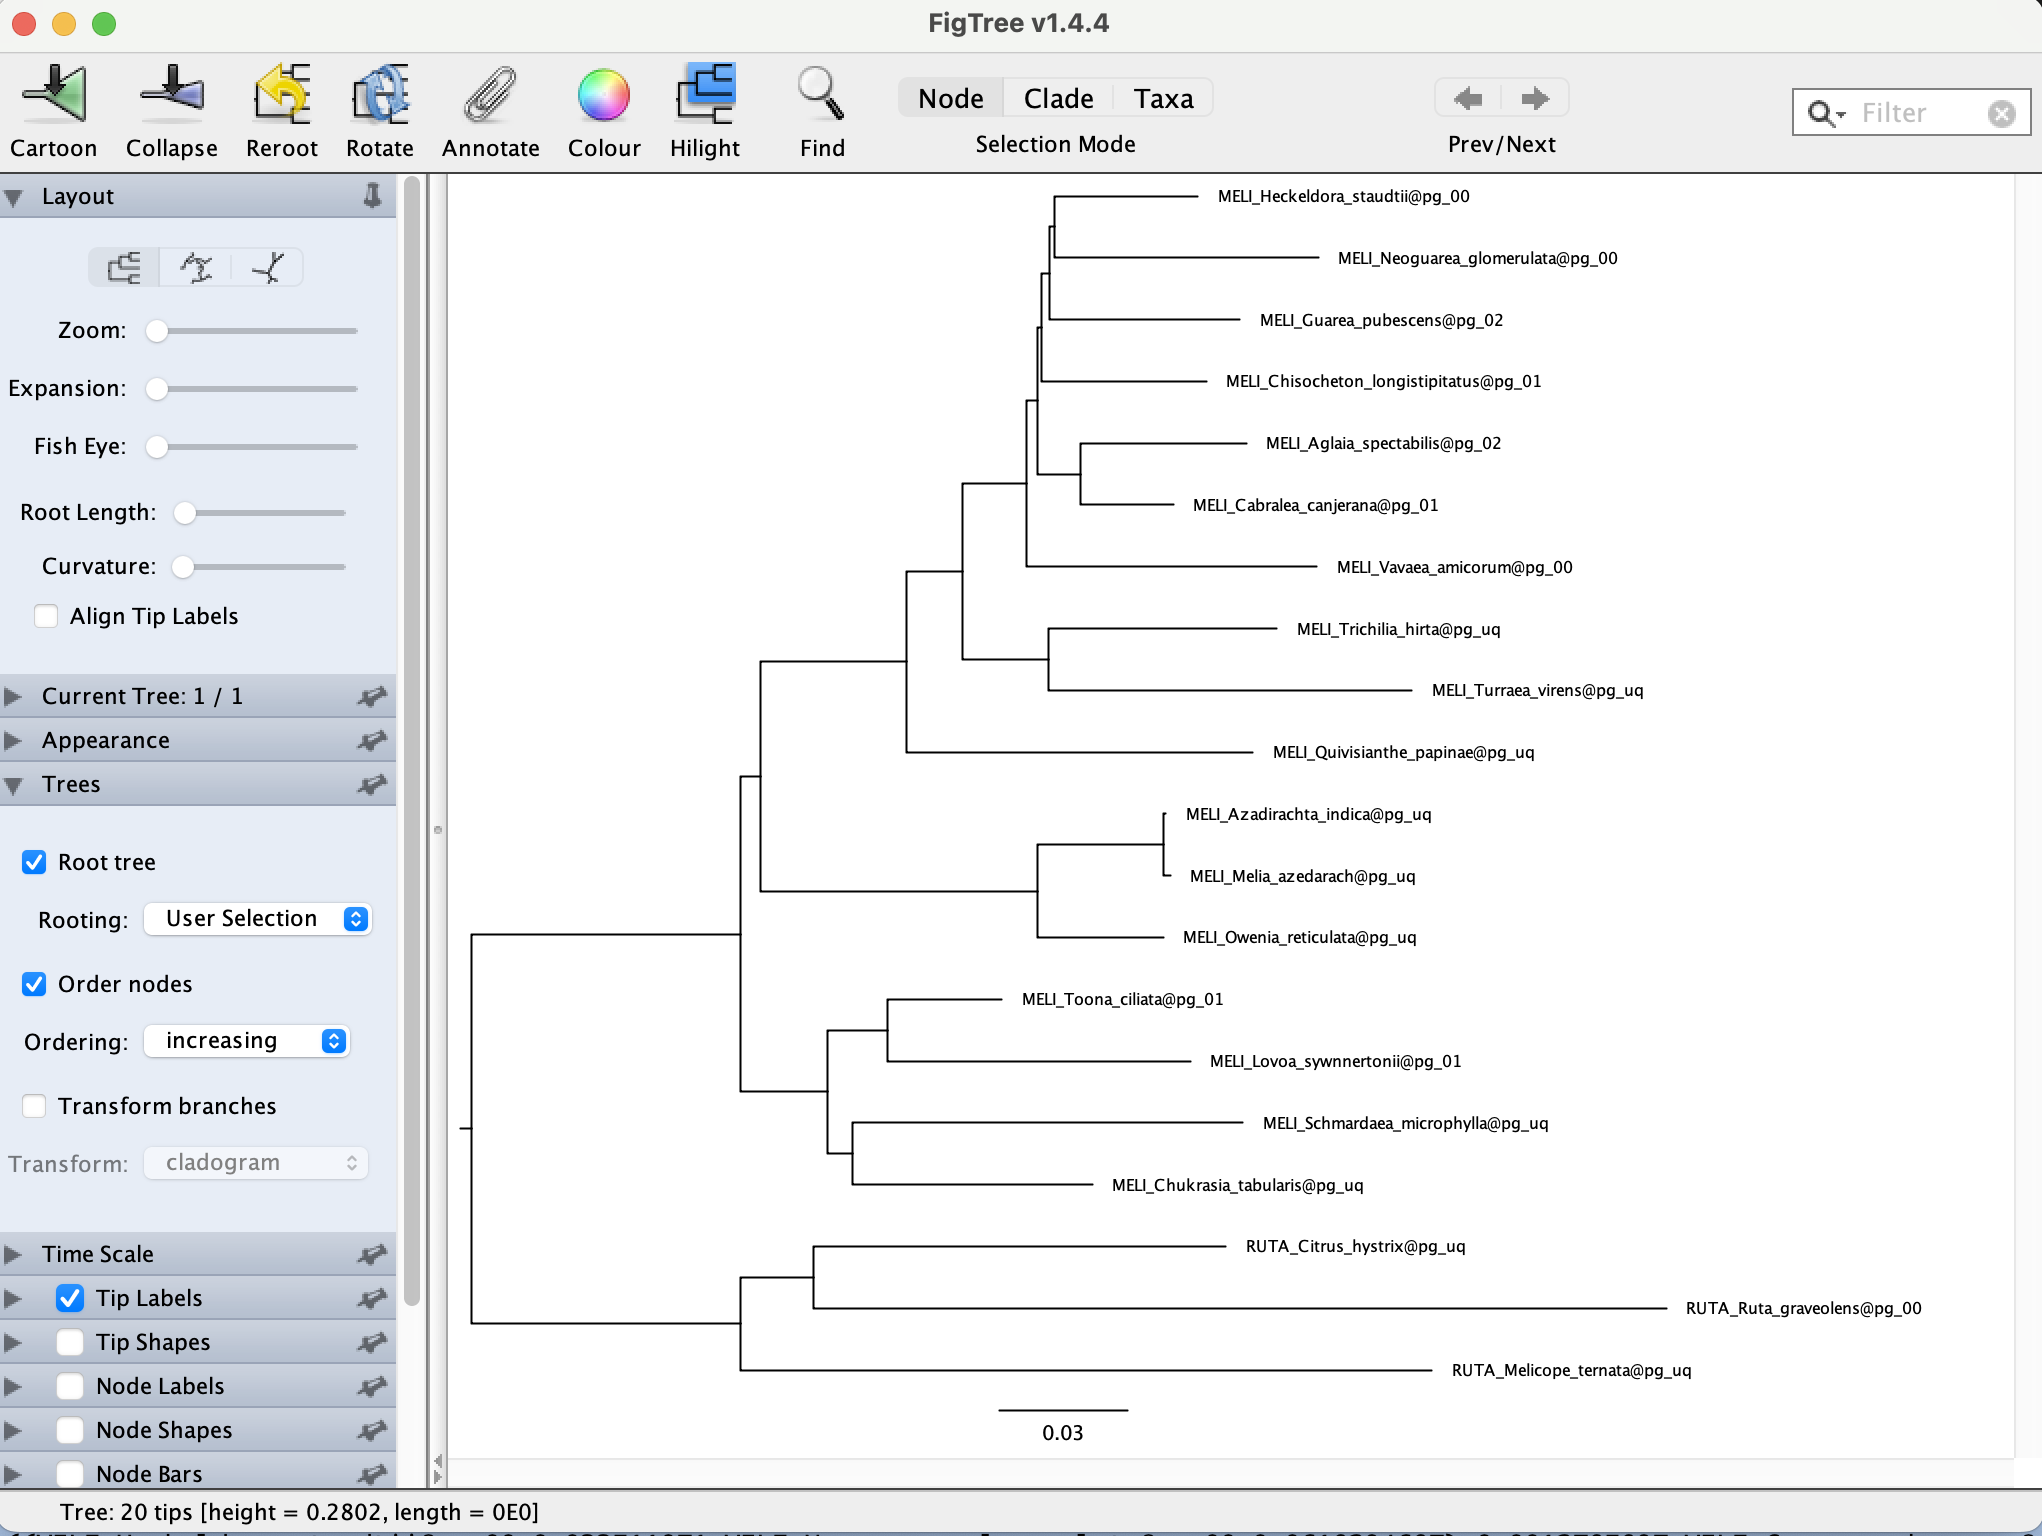 FigTree v1.4.4
Cartoon Collapse Reroot Rotate Annotate Colour Hilight Find
Node Clade Taxa
Selection Mode
Prev/Next
Filter
Layout
Zoom:
Expansion:
Fish Eye:
Root Length:
Curvature:
Align Tip Labels
Current Tree: 1 / 1
Appearance
Trees
Root tree
Rooting: User Selection
Order nodes
Ordering: increasing
Transform branches
Transform: cladogram
Time Scale
Tip Labels
Tip Shapes
Node Labels
Node Shapes
Node Bars
MELI_Heckeldora_staudtii@pg_00
MELI_Neoguarea_glomerulata@pg_00
MELI_Guarea_pubescens@pg_02
MELI_Chisocheton_longistipitatus@pg_01
MELI_Aglaia_spectabilis@pg_02
MELI_Cabralea_canjerana@pg_01
MELI_Vavaea_amicorum@pg_00
MELI_Trichilia_hirta@pg_uq
MELI_Turraea_virens@pg_uq
MELI_Quivisianthe_papinae@pg_uq
MELI_Azadirachta_indica@pg_uq
MELI_Melia_azedarach@pg_uq
MELI_Owenia_reticulata@pg_uq
MELI_Toona_ciliata@pg_01
MELI_Lovoa_sywnnertonii@pg_01
MELI_Schmardaea_microphylla@pg_uq
MELI_Chukrasia_tabularis@pg_uq
RUTA_Citrus_hystrix@pg_uq
RUTA_Ruta_graveolens@pg_00
RUTA_Melicope_ternata@pg_uq
0.03
Tree: 20 tips [height = 0.2802, length = 0E0]